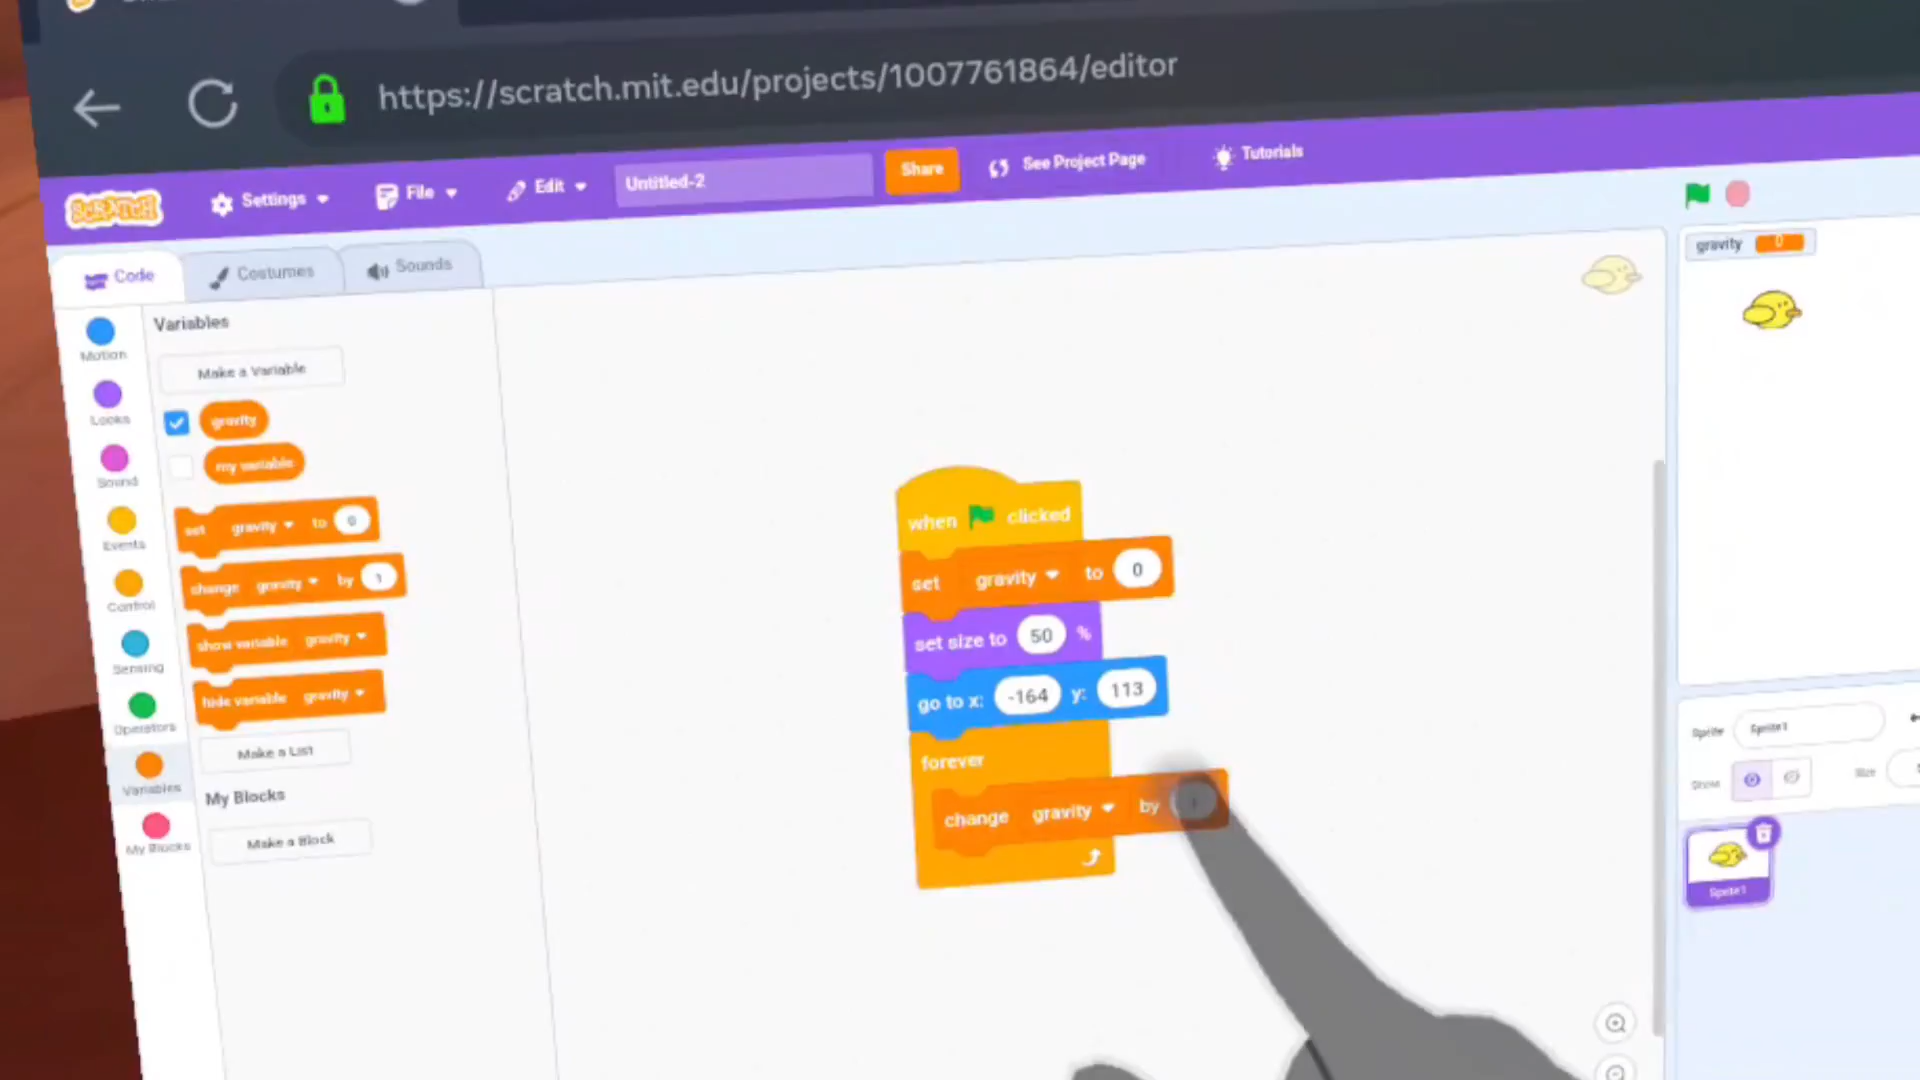 https://scratch.mit.edu/projects/1007761864/editor
SCRATCH
Settings
File
Edit
Untitled-2
Share
See Project Page
Tutorials
Code
Costumes
Sounds
Motion
Looks
Sound
Events
Control
Sensing
Operators
Variables
My Blocks
Variables
Make a Variable
gravity
my variable
set gravity to 0
change gravity by 1
show variable gravity
hide variable gravity
Make a List
My Blocks
Make a Block
when clicked
set gravity to 0
set size to 50 %
go to x: -164 y: 113
forever
change gravity by
gravity 0
Sprite Sprite1
Show
Size
Sprite1